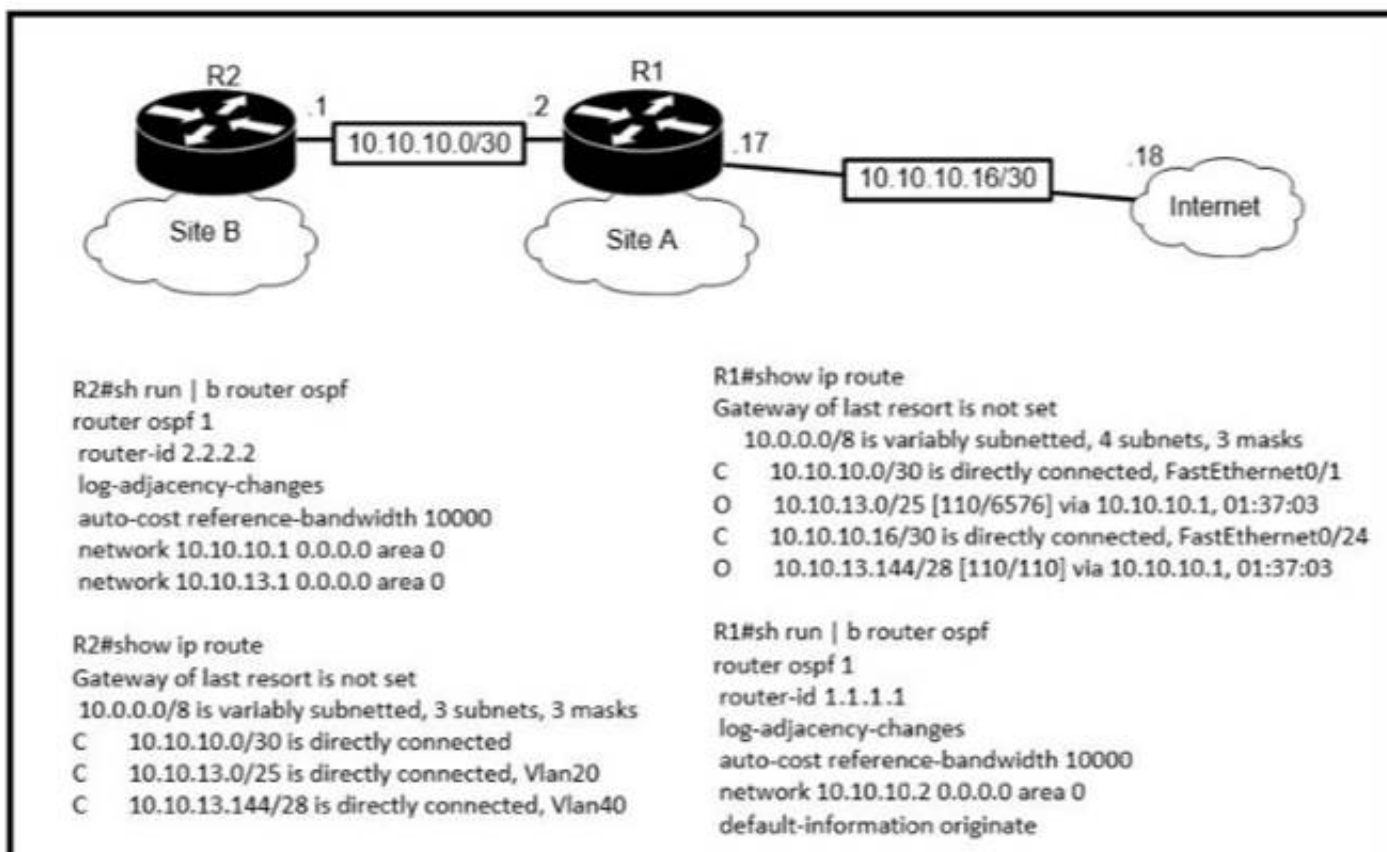 R2
R1
.1
.2
10.10.10.0/30
.17
10.10.10.16/30
.18
Internet
Site B
Site A
R2#sh run | b router ospf
router ospf 1
router-id 2.2.2.2
log-adjacency-changes
auto-cost reference-bandwidth 10000
network 10.10.10.1 0.0.0.0 area 0
network 10.10.13.1 0.0.0.0 area 0
R2#show ip route
Gateway of last resort is not set
10.0.0.0/8 is variably subnetted, 3 subnets, 3 masks
C 10.10.10.0/30 is directly connected
C 10.10.13.0/25 is directly connected, Vlan20
C 10.10.13.144/28 is directly connected, Vlan40
R1#show ip route
Gateway of last resort is not set
10.0.0.0/8 is variably subnetted, 4 subnets, 3 masks
C 10.10.10.0/30 is directly connected, FastEthernet0/1
O 10.10.13.0/25 [110/6576] via 10.10.10.1, 01:37:03
C 10.10.10.16/30 is directly connected, FastEthernet0/24
O 10.10.13.144/28 [110/110] via 10.10.10.1, 01:37:03
R1#sh run | b router ospf
router ospf 1
router-id 1.1.1.1
log-adjacency-changes
auto-cost reference-bandwidth 10000
network 10.10.10.2 0.0.0.0 area 0
default-information originate